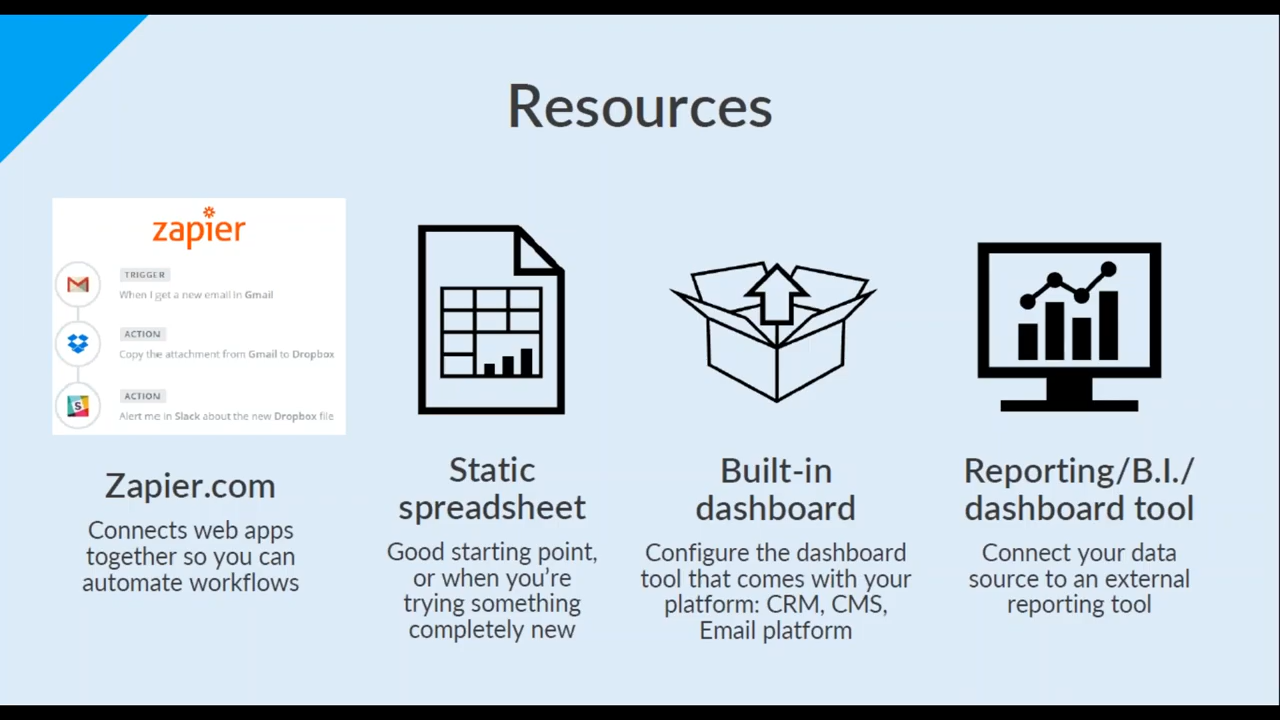 Resources
zapier
TRIGGER
When I get a new email in Gmail
ACTION
Copy the attachment from Gmail to Dropbox
ACTION
Alert me in Slack about the new Dropbox file
Zapier.com
Connects web apps
together so you can
automate workflows
Static
spreadsheet
Good starting point,
or when you're
trying something
completely new
Built-in
dashboard
Configure the dashboard
tool that comes with your
platform: CRM, CMS,
Email platform
Reporting/B.I./
dashboard tool
Connect your data
source to an external
reporting tool